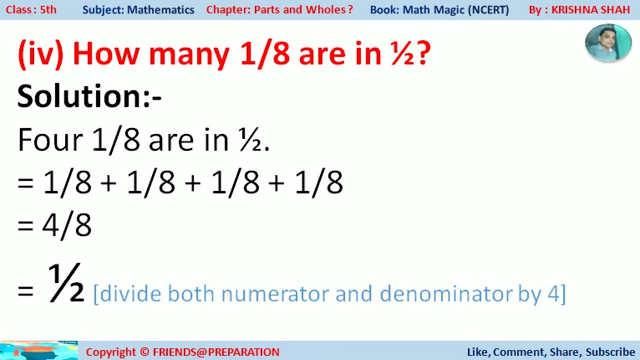 Class : 5th Subject: Mathematics Chapter: Parts and Wholes ? Book: Math Magic (NCERT) By : KRISHNA SHAH
(iv) How many 1/8 are in ½?
Solution:-
Four 1/8 are in ½.
= 1/8 + 1/8 + 1/8 + 1/8
= 4/8
= ½ [divide both numerator and denominator by 4]
Copyright © FRIENDS@PREPARATION Like, Comment, Share, Subscribe